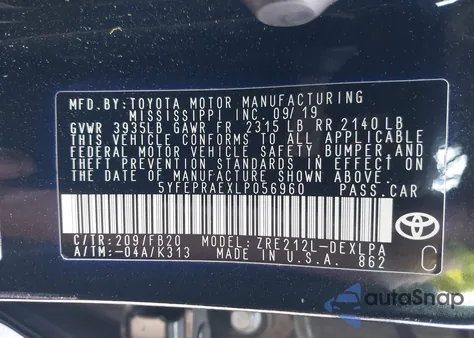 MFD.BY:TOYOTA MOTOR MANUFACTURING
MISSISSIPPI INC. 09/19
GVWR 3935LB GAWR FR 2315 LB RR 2140 LB
THIS VEHICLE CONFORMS TO ALL APPLICABLE
FEDERAL MOTOR VEHICLE SAFETY, BUMPER, AND
THEFT PREVENTION STANDARDS IN EFFECT ON
THE DATE OF MANUFACTURE SHOWN ABOVE.
5YFEPRAEXLP056960 PASS.CAR
C/TR:209/FB20 MODEL:ZRE212L-DEXLPA
A/TM:-04A/K313 MADE IN U.S.A. 862
TOYOTA
C
autoSnap